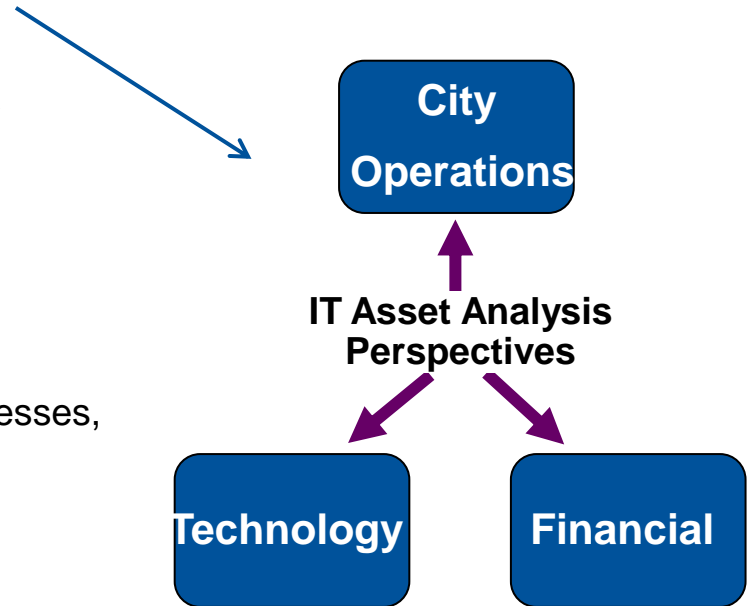 City
Operations
IT Asset Analysis
Perspectives
esses,
Technology
Financial